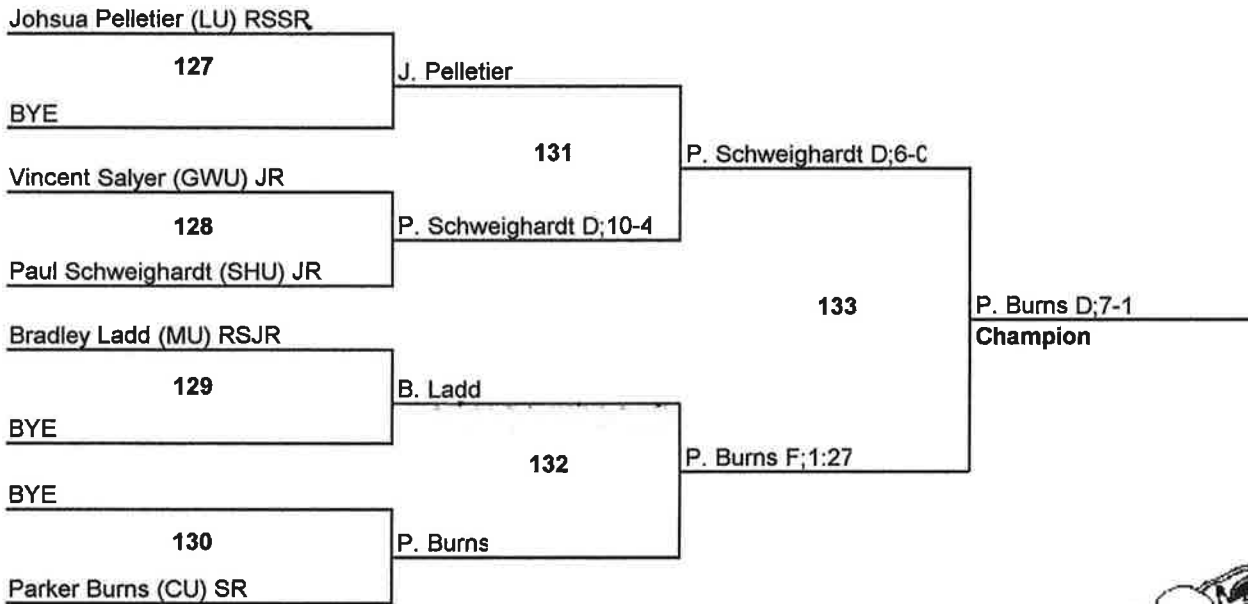 Johsua Pelletier (LU) RSSR
127
J. Pelletier
BYE
131
P. Schweighardt D;6-0
Vincent Salyer (GWU) JR
128
P. Schweighardt D;10-4
Paul Schweighardt (SHU) JR
133
P. Burns D;7-1
Champion
Bradley Ladd (MU) RSJR
129
B. Ladd
BYE
132
P. Burns F;1:27
BYE
130
P. Burns
Parker Burns (CU) SR